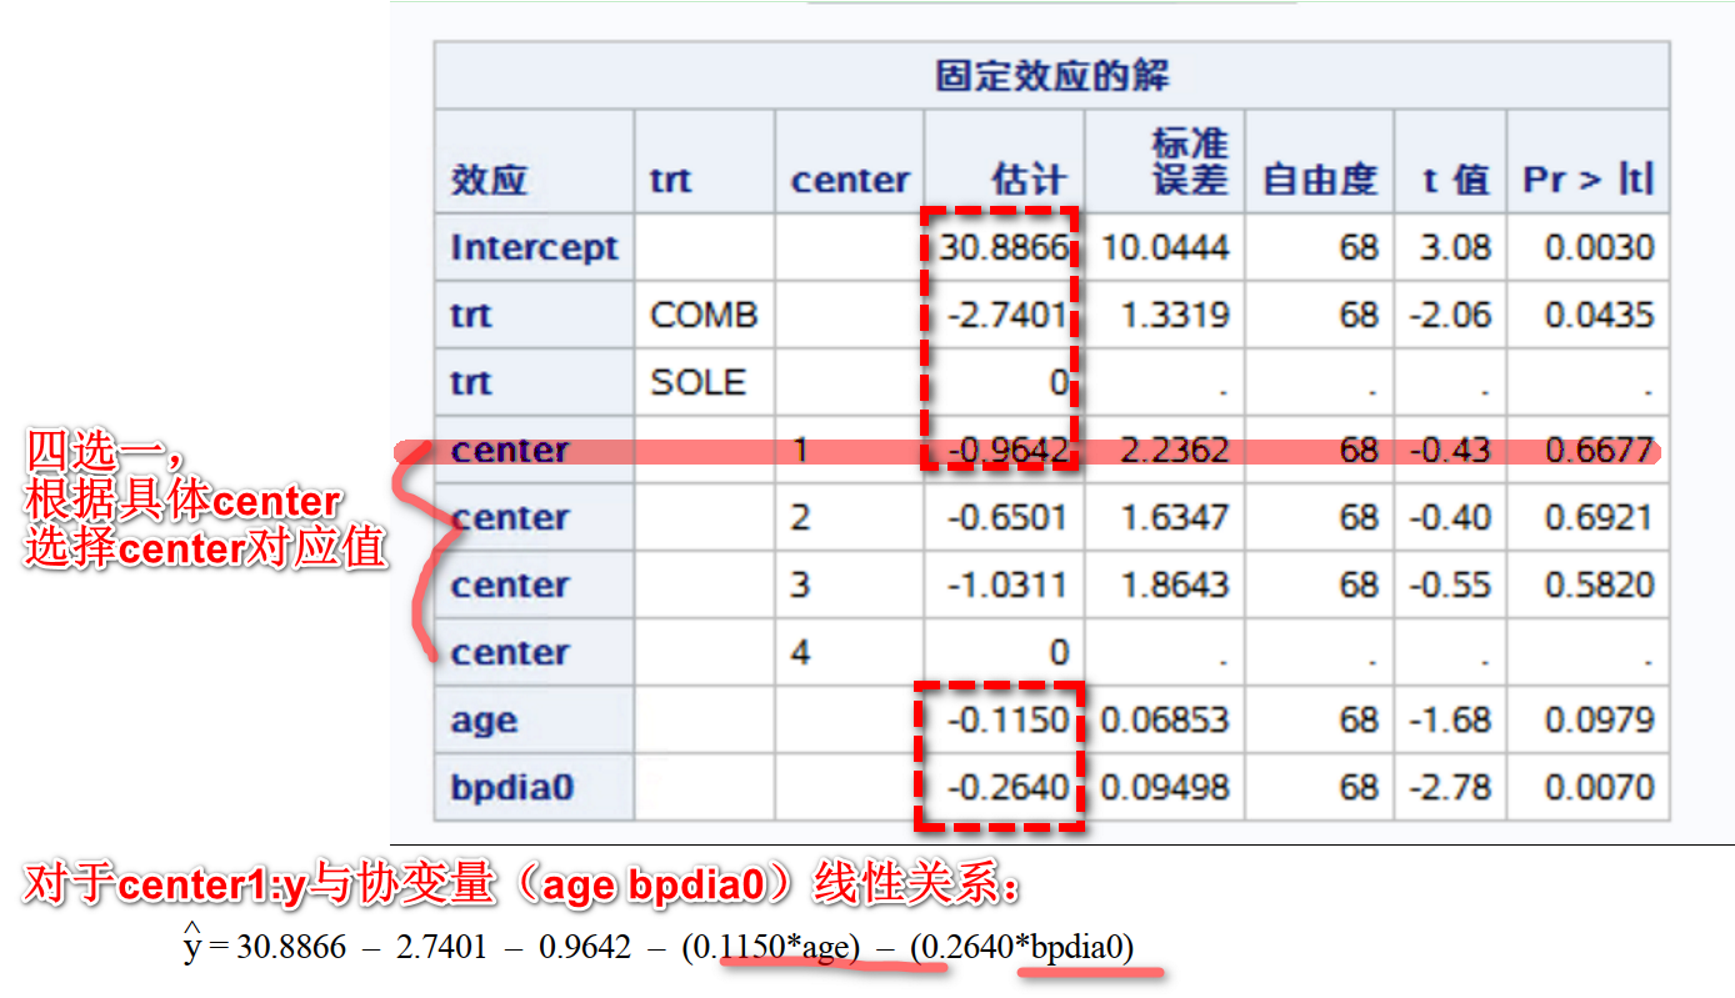 固定效应的解
效应 trt center 估计 标准误差 自由度 t 值 Pr > |t|
Intercept 30.8866 10.0444 68 3.08 0.0030
trt COMB -2.7401 1.3319 68 -2.06 0.0435
trt SOLE 0 . . . .
center 1 -0.9642 2.2362 68 -0.43 0.6677
center 2 -0.6501 1.6347 68 -0.40 0.6921
center 3 -1.0311 1.8643 68 -0.55 0.5820
center 4 0 . . . .
age -0.1150 0.06853 68 -1.68 0.0979
bpdia0 -0.2640 0.09498 68 -2.78 0.0070
四选一，
根据具体center
选择center对应值
对于center1:y与协变量（age bpdia0）线性关系：
ŷ = 30.8866 – 2.7401 – 0.9642 – (0.1150*age) – (0.2640*bpdia0)